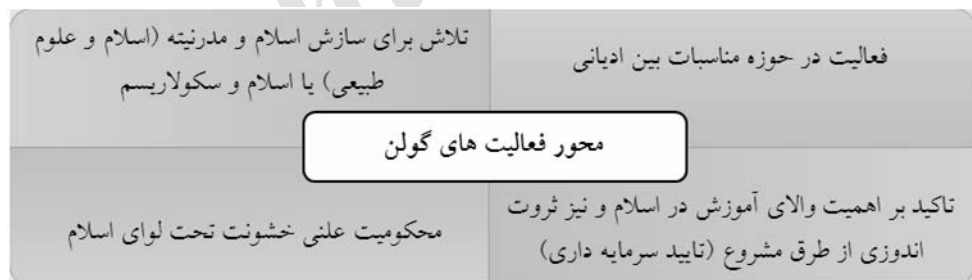 فعالیت در حوزه مناسبات بین ادیانی
تلاش برای سازش اسلام و مدرنیته (اسلام و علوم
طبیعی) یا اسلام و سکولاریسم
محور فعالیت های گولن
تاکید بر اهمیت والای آموزش در اسلام و نیز ثروت
اندوزی از طرق مشروع (تایید سرمایه داری)
محکومیت علنی خشونت تحت لوای اسلام